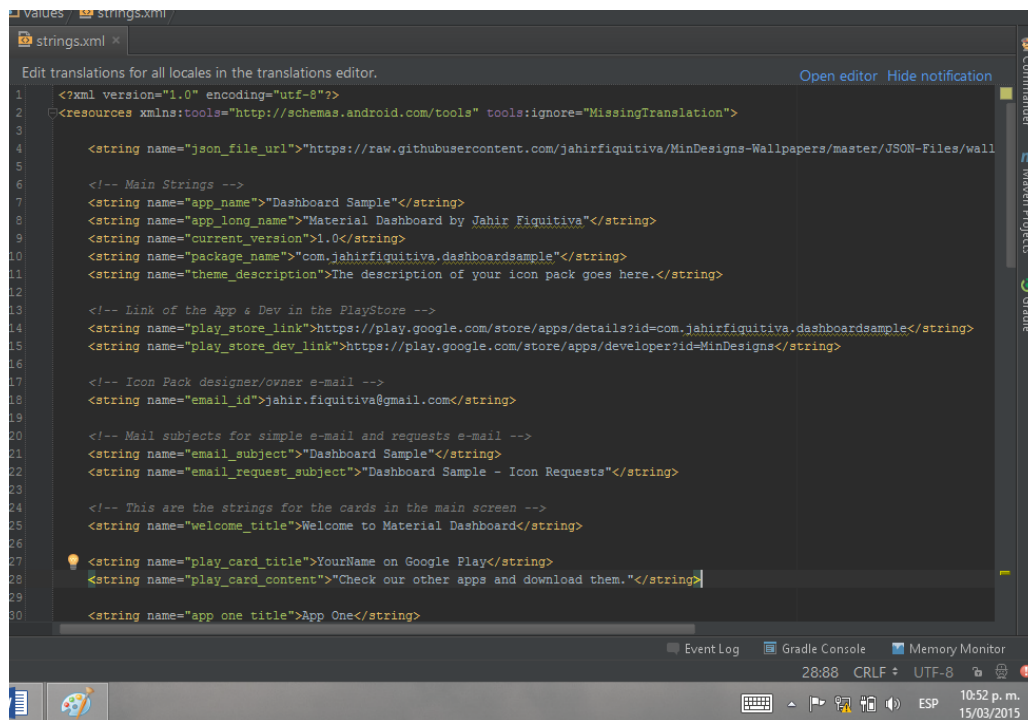 values strings.xml
strings.xml ×
Edit translations for all locales in the translations editor. Open editor Hide notification
1 <?xml version="1.0" encoding="utf-8"?>
2 <resources xmlns:tools="http://schemas.android.com/tools" tools:ignore="MissingTranslation">
3
4 <string name="json_file_url">"https://raw.githubusercontent.com/jahirfiquitiva/MinDesigns-Wallpapers/master/JSON-Files/wall
5
6 <!-- Main Strings -->
7 <string name="app_name">"Dashboard Sample"</string>
8 <string name="app_long_name">"Material Dashboard by Jahir Fiquitiva"</string>
9 <string name="current_version">1.0</string>
10 <string name="package_name">"com.jahirfiquitiva.dashboardsample"</string>
11 <string name="theme_description">The description of your icon pack goes here.</string>
12
13 <!-- Link of the App & Dev in the PlayStore -->
14 <string name="play_store_link">https://play.google.com/store/apps/details?id=com.jahirfiquitiva.dashboardsample</string>
15 <string name="play_store_dev_link">https://play.google.com/store/apps/developer?id=MinDesigns</string>
16
17 <!-- Icon Pack designer/owner e-mail -->
18 <string name="email_id">jahir.fiquitiva@gmail.com</string>
19
20 <!-- Mail subjects for simple e-mail and requests e-mail -->
21 <string name="email_subject">"Dashboard Sample"</string>
22 <string name="email_request_subject">"Dashboard Sample - Icon Requests"</string>
23
24 <!-- This are the strings for the cards in the main screen -->
25 <string name="welcome_title">Welcome to Material Dashboard</string>
26
27 <string name="play_card_title">YourName on Google Play</string>
28 <string name="play_card_content">"Check our other apps and download them."</string>
29
30 <string name="app_one_title">App One</string>
Commander
Maven Projects
Gradle
Event Log Gradle Console Memory Monitor
28:88 CRLF UTF-8
ESP 10:52 p. m.
15/03/2015